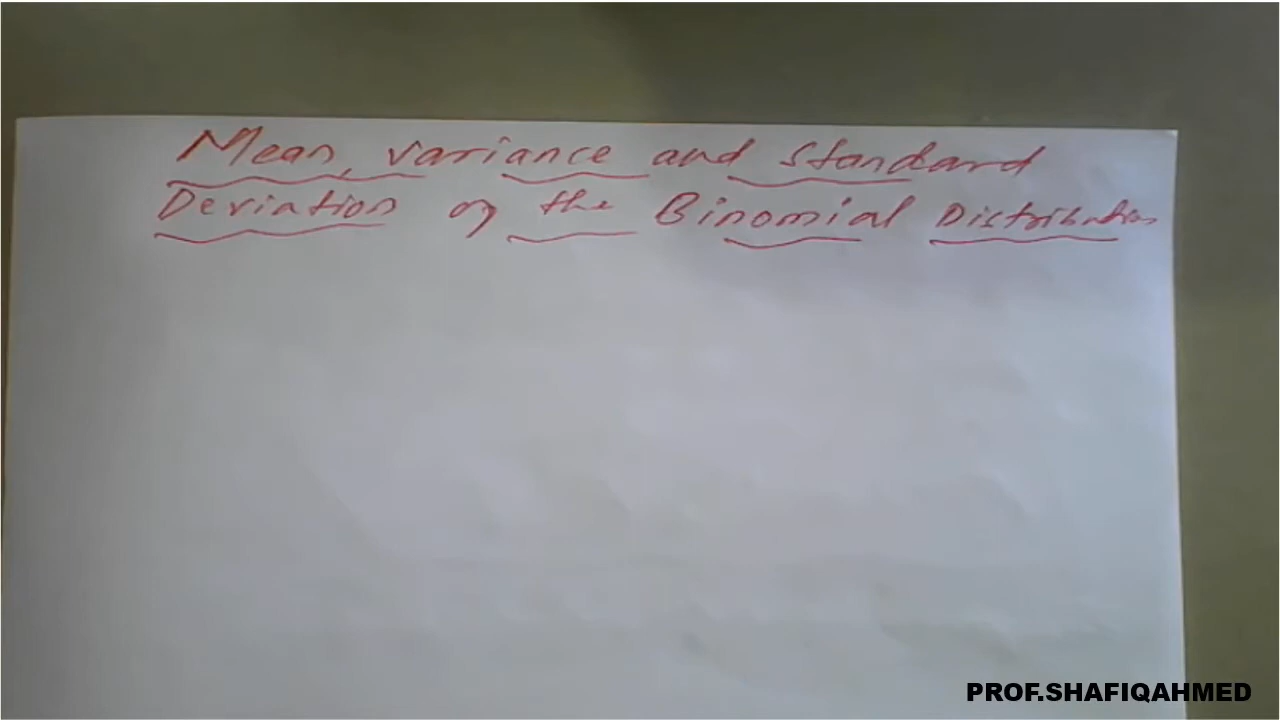 Mean, variance and standard
Deviation of the Binomial Distribution
PROF.SHAFIQAHMED